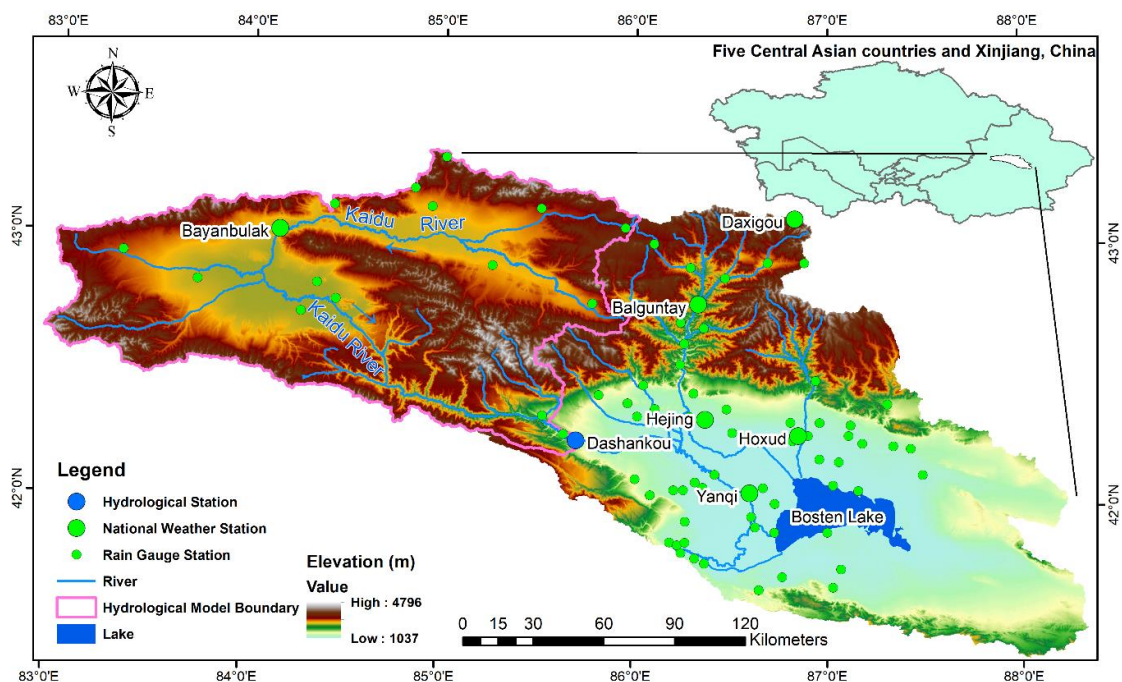 83°0'E 84°0'E 85°0'E 86°0'E 87°0'E 88°0'E
Five Central Asian countries and Xinjiang, China
N
W E
S
43°0'N
43°0'N
Daxigou
Kaidu River
Bayanbulak
Balguntay
Kaidu River
Hejing
Hoxud
Dashankou
42°0'N
42°0'N
Yanqi
Bosten Lake
Legend
Hydrological Station
National Weather Station
Rain Gauge Station
River
Hydrological Model Boundary
Lake
Elevation (m)
Value
High : 4796
Low : 1037
0 15 30 60 90 120
Kilometers
83°0'E 84°0'E 85°0'E 86°0'E 87°0'E 88°0'E